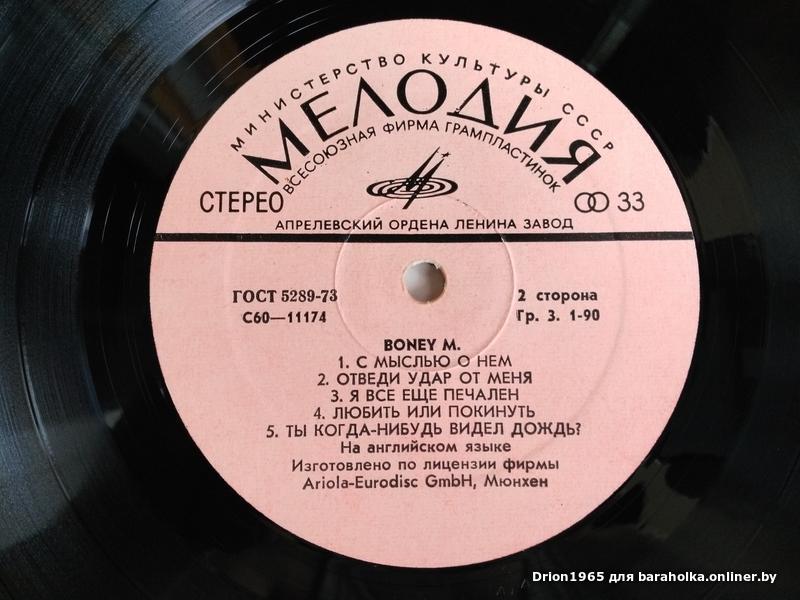 МИНИСТЕРСТВО КУЛЬТУРЫ СССР
МЕЛОДИЯ
ВСЕСОЮЗНАЯ ФИРМА ГРАМПЛАСТИНОК
СТЕРЕО
33
АПРЕЛЕВСКИЙ ОРДЕНА ЛЕНИНА ЗАВОД
ГОСТ 5289-73
С60—11174
2 сторона
Гр. 3. 1-90
BONEY M.
1. С МЫСЛЬЮ О НЕМ
2. ОТВЕДИ УДАР ОТ МЕНЯ
3. Я ВСЕ ЕЩЕ ПЕЧАЛЕН
4. ЛЮБИТЬ ИЛИ ПОКИНУТЬ
5. ТЫ КОГДА-НИБУДЬ ВИДЕЛ ДОЖДЬ?
На английском языке
Изготовлено по лицензии фирмы
Ariola-Eurodisc GmbH, Мюнхен
Drion1965 для baraholka.onliner.by